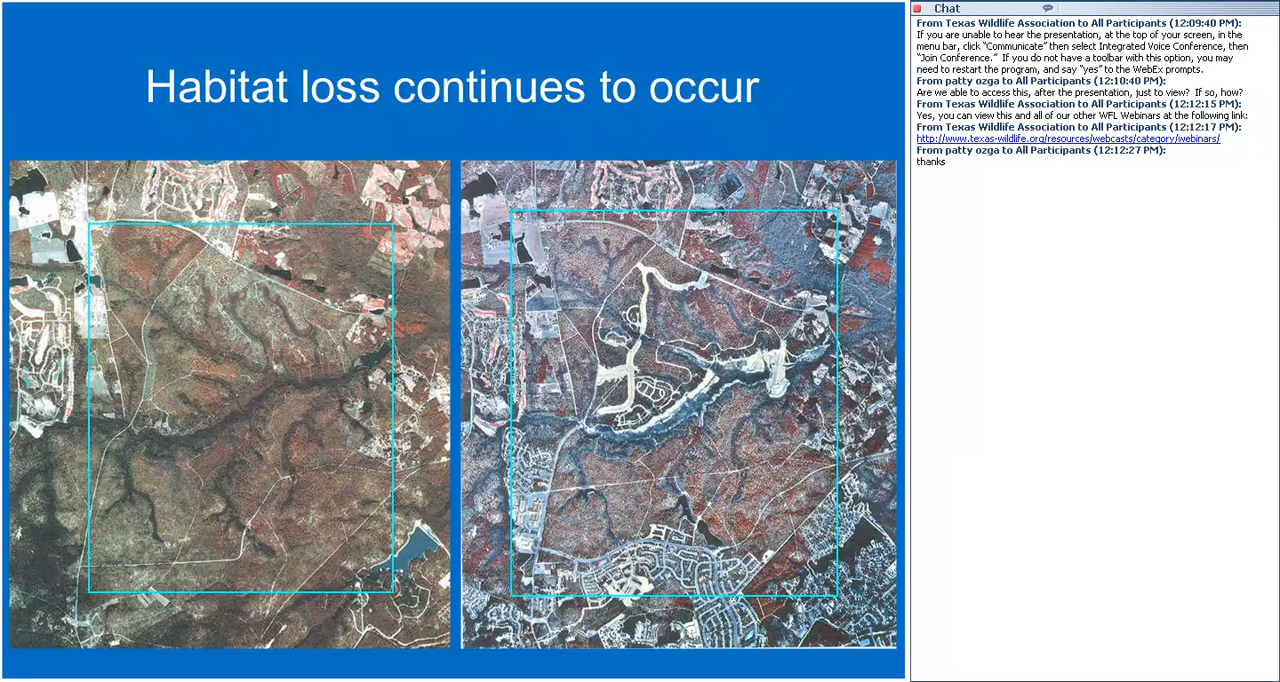 Habitat loss continues to occur
Chat
From Texas Wildlife Association to All Participants (12:09:40 PM):
If you are unable to hear the presentation, at the top of your screen, in the
menu bar, click “Communicate” then select Integrated Voice Conference, then
“Join Conference.”  If you do not have a toolbar with this option, you may
need to restart the program, and say “yes” to the WebEx prompts.
From patty ozga to All Participants (12:10:40 PM):
Are we able to access this, after the presentation, just to view?  If so, how?
From Texas Wildlife Association to All Participants (12:12:15 PM):
Yes, you can view this and all of our other WFL Webinars at the following link:
From Texas Wildlife Association to All Participants (12:12:17 PM):
http://www.texas-wildlife.org/resources/webcasts/category/webinars/
From patty ozga to All Participants (12:12:27 PM):
thanks